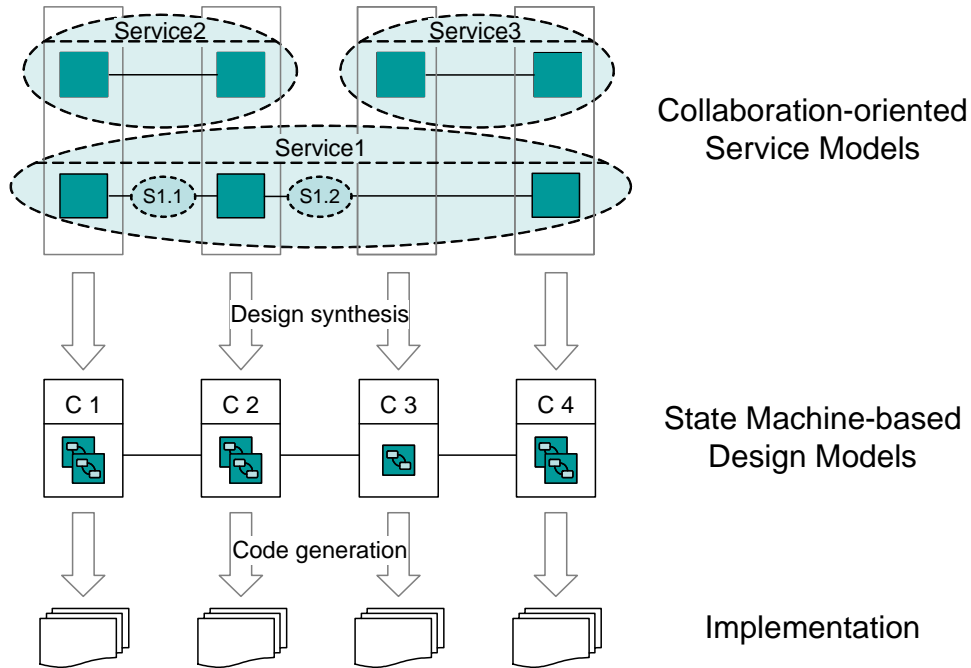 Service2
Service3
Collaboration-oriented
Service Models
Service1
S1.1
S1.2
Design synthesis
C 1
C 2
C 3
C 4
State Machine-based
Design Models
Code generation
Implementation